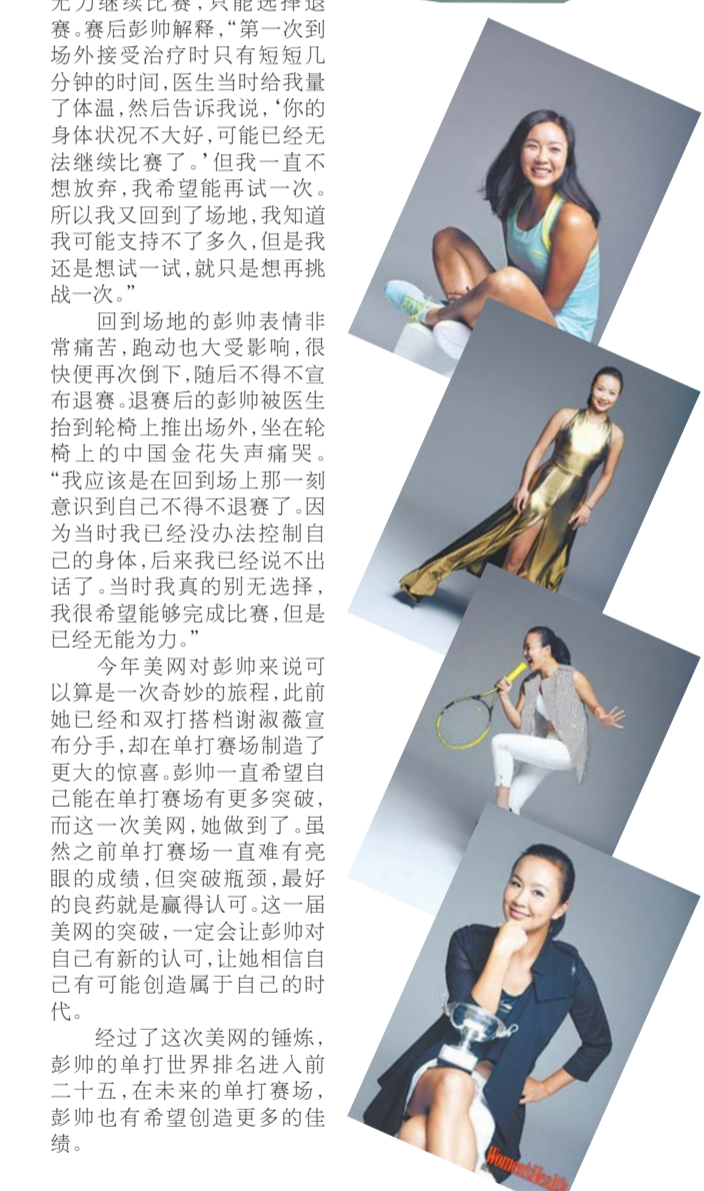 无力继续比赛，只能选择退
赛。赛后彭帅解释，“第一次到
场外接受治疗时只有短短几
分钟的时间，医生当时给我量
了体温，然后告诉我说，‘你的
身体状况不大好，可能已经无
法继续比赛了。’但我一直不
想放弃，我希望能再试一次。
所以我又回到了场地，我知道
我可能支持不了多久，但是我
还是想试一试，就只是想再挑
战一次。”
回到场地的彭帅表情非
常痛苦，跑动也大受影响，很
快便再次倒下，随后不得不宣
布退赛。退赛后的彭帅被医生
抬到轮椅上推出场外，坐在轮
椅上的中国金花失声痛哭。
“我应该是在回到场上那一刻
意识到自己不得不退赛了。因
为当时我已经没办法控制自
己的身体，后来我已经说不出
话了。当时我真的别无选择，
我很希望能够完成比赛，但是
已经无能为力。”
今年美网对彭帅来说可
以算是一次奇妙的旅程，此前
她已经和双打搭档谢淑薇宣
布分手，却在单打赛场制造了
更大的惊喜。彭帅一直希望自
己能在单打赛场有更多突破，
而这一次美网，她做到了。虽
然之前单打赛场一直难有亮
眼的成绩，但突破瓶颈，最好
的良药就是赢得认可。这一届
美网的突破，一定会让彭帅对
自己有新的认可，让她相信自
己有可能创造属于自己的时
代。
经过了这次美网的锤炼，
彭帅的单打世界排名进入前
二十五，在未来的单打赛场，
彭帅也有希望创造更多的佳
绩。
Women'sHealth